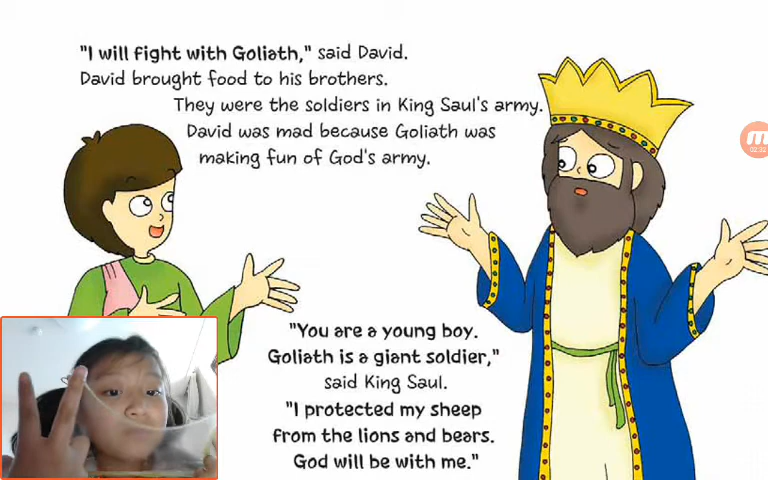 "I will fight with Goliath," said David.
David brought food to his brothers.
They were the soldiers in King Saul's army.
David was mad because Goliath was
making fun of God's army.
"You are a young boy.
Goliath is a giant soldier,"
said King Saul.
"I protected my sheep
from the lions and bears.
God will be with me."